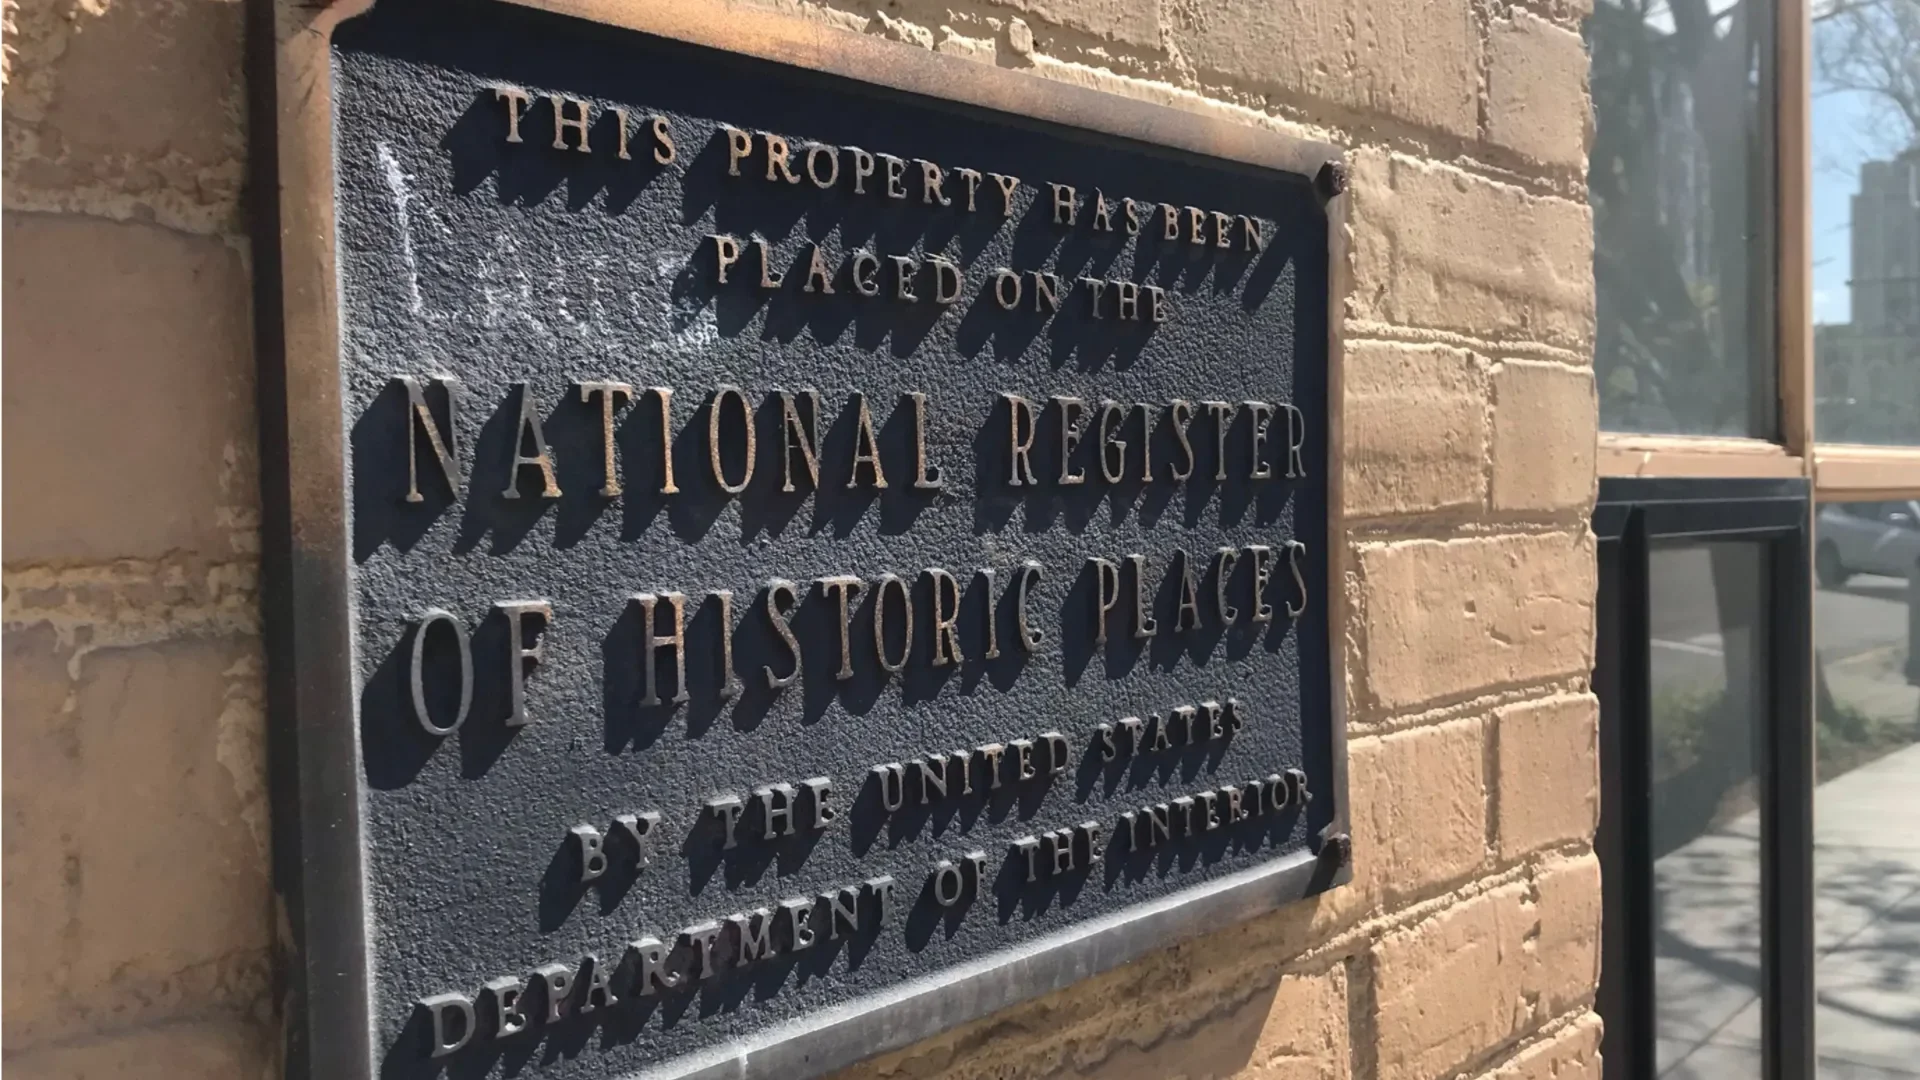 THIS PROPERTY HAS BEEN
PLACED ON THE
NATIONAL REGISTER
OF HISTORIC PLACES
BY THE UNITED STATES
DEPARTMENT OF THE INTERIOR